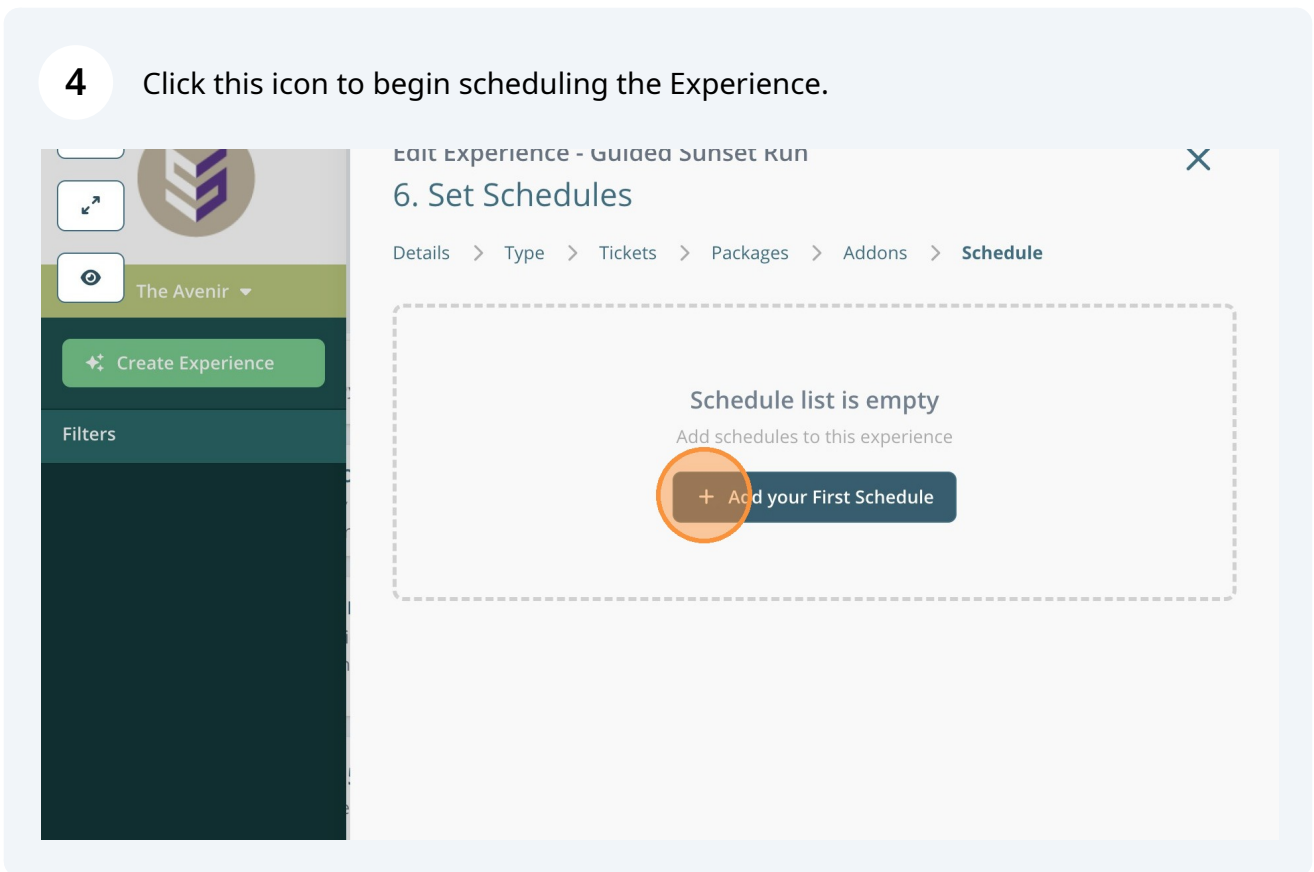 4
Click this icon to begin scheduling the Experience.
Edit Experience - Guided Sunset Run
6. Set Schedules
Details > Type > Tickets > Packages > Addons > Schedule
The Avenir
Create Experience
Filters
Schedule list is empty
Add schedules to this experience
+ Add your First Schedule